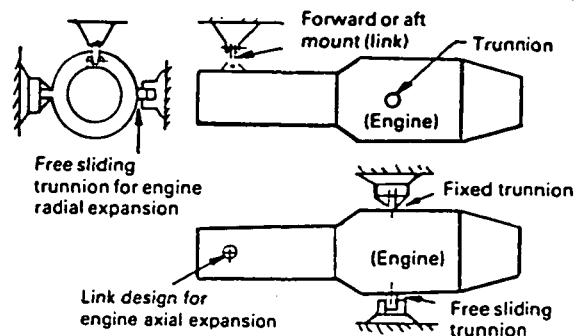 Forward or aft
mount (link)
Trunnion
(Engine)
Free sliding
trunnion for engine
radial expansion
Fixed trunnion
(Engine)
Link design for
engine axial expansion
Free sliding
trunnion